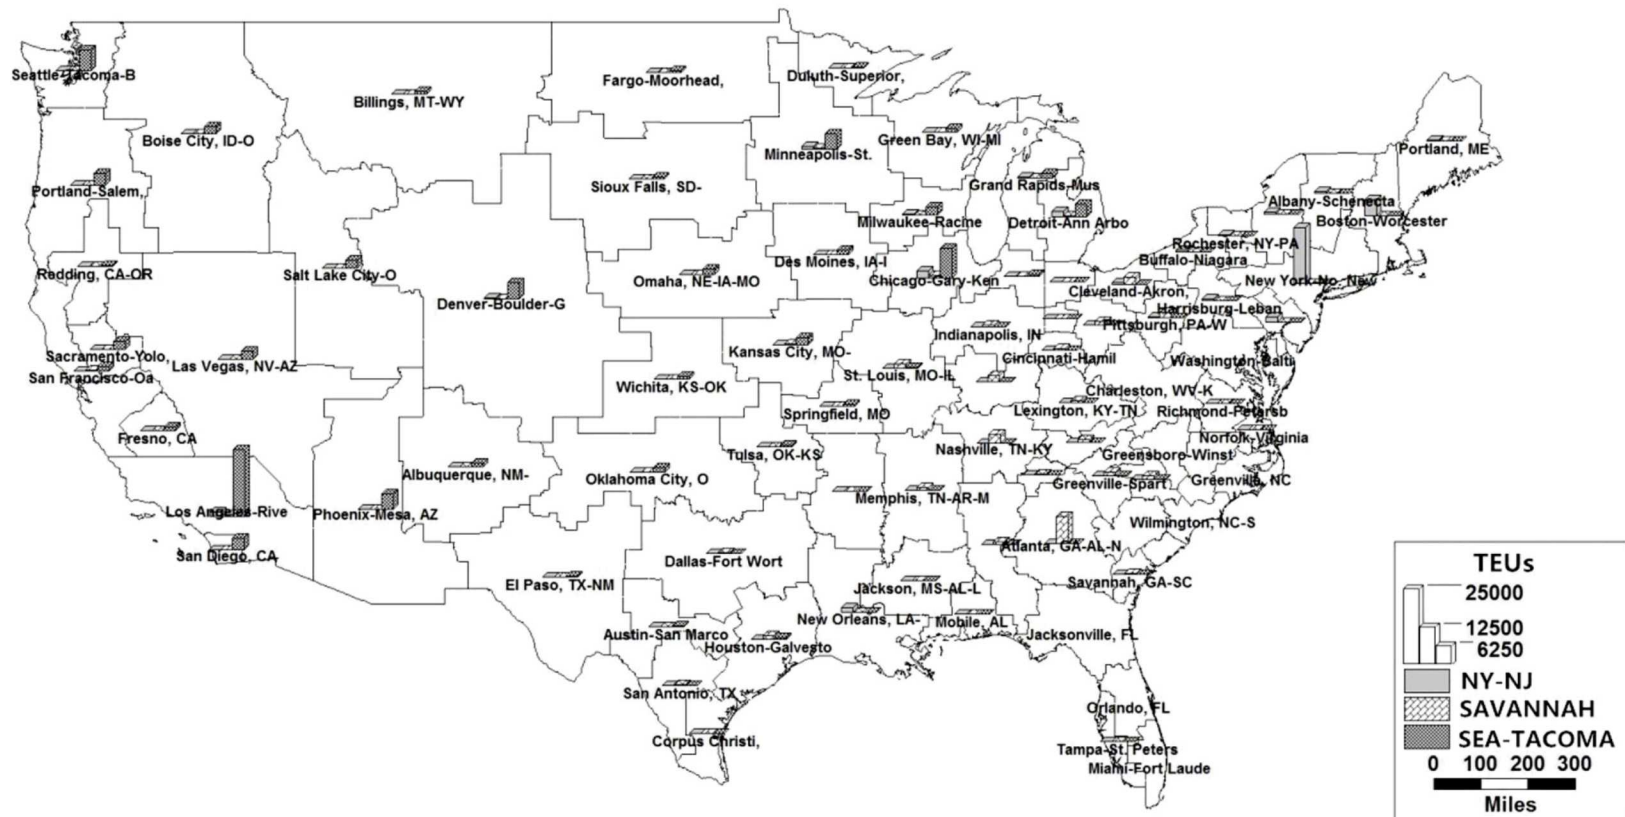 Seattle-Tacoma-B
Billings, MT-WY
Fargo-Moorhead,
Duluth-Superior,
Boise City, ID-O
Minneapolis-St.
Green Bay, WI-MI
Portland, ME
Portland-Salem,
Sioux Falls, SD-
Grand Rapids-Mus
Albany-Schenecta
Milwaukee-Racine
Detroit-Ann Arbo
Boston-Worcester
Redding, CA-OR
Salt Lake City-O
Denver-Boulder-G
Omaha, NE-IA-MO
Des Moines, IA-I
Chicago-Gary-Ken
Rochester, NY-PA
Buffalo-Niagara
New York-No. New
Cleveland-Akron,
Harrisburg-Leban
Sacramento-Yolo,
Las Vegas, NV-AZ
Kansas City, MO-
Indianapolis, IN
Pittsburgh, PA-W
San Francisco-Oa
Wichita, KS-OK
St. Louis, MO-IL
Cincinnati-Hamil
Washington-Balti
Charleston, WV-K
Springfield, MO
Lexington, KY-TN
Richmond-Petersb
Fresno, CA
Norfolk-Virginia
Tulsa, OK-KS
Nashville, TN-KY
Greensboro-Winst
Albuquerque, NM-
Oklahoma City, O
Greenville-Spart
Greenville, NC
Los Angeles-Rive
Phoenix-Mesa, AZ
Memphis, TN-AR-M
Wilmington, NC-S
San Diego, CA
Dallas-Fort Wort
Atlanta, GA-AL-N
El Paso, TX-NM
Jackson, MS-AL-L
Savannah, GA-SC
Austin-San Marco
Houston-Galvesto
New Orleans, LA-
Mobile, AL
Jacksonville, FL
San Antonio, TX
Orlando, FL
Corpus Christi,
Tampa-St. Peters
Miami-Fort Laude
TEUs
25000
12500
6250
NY-NJ
SAVANNAH
SEA-TACOMA
0 100 200 300
Miles